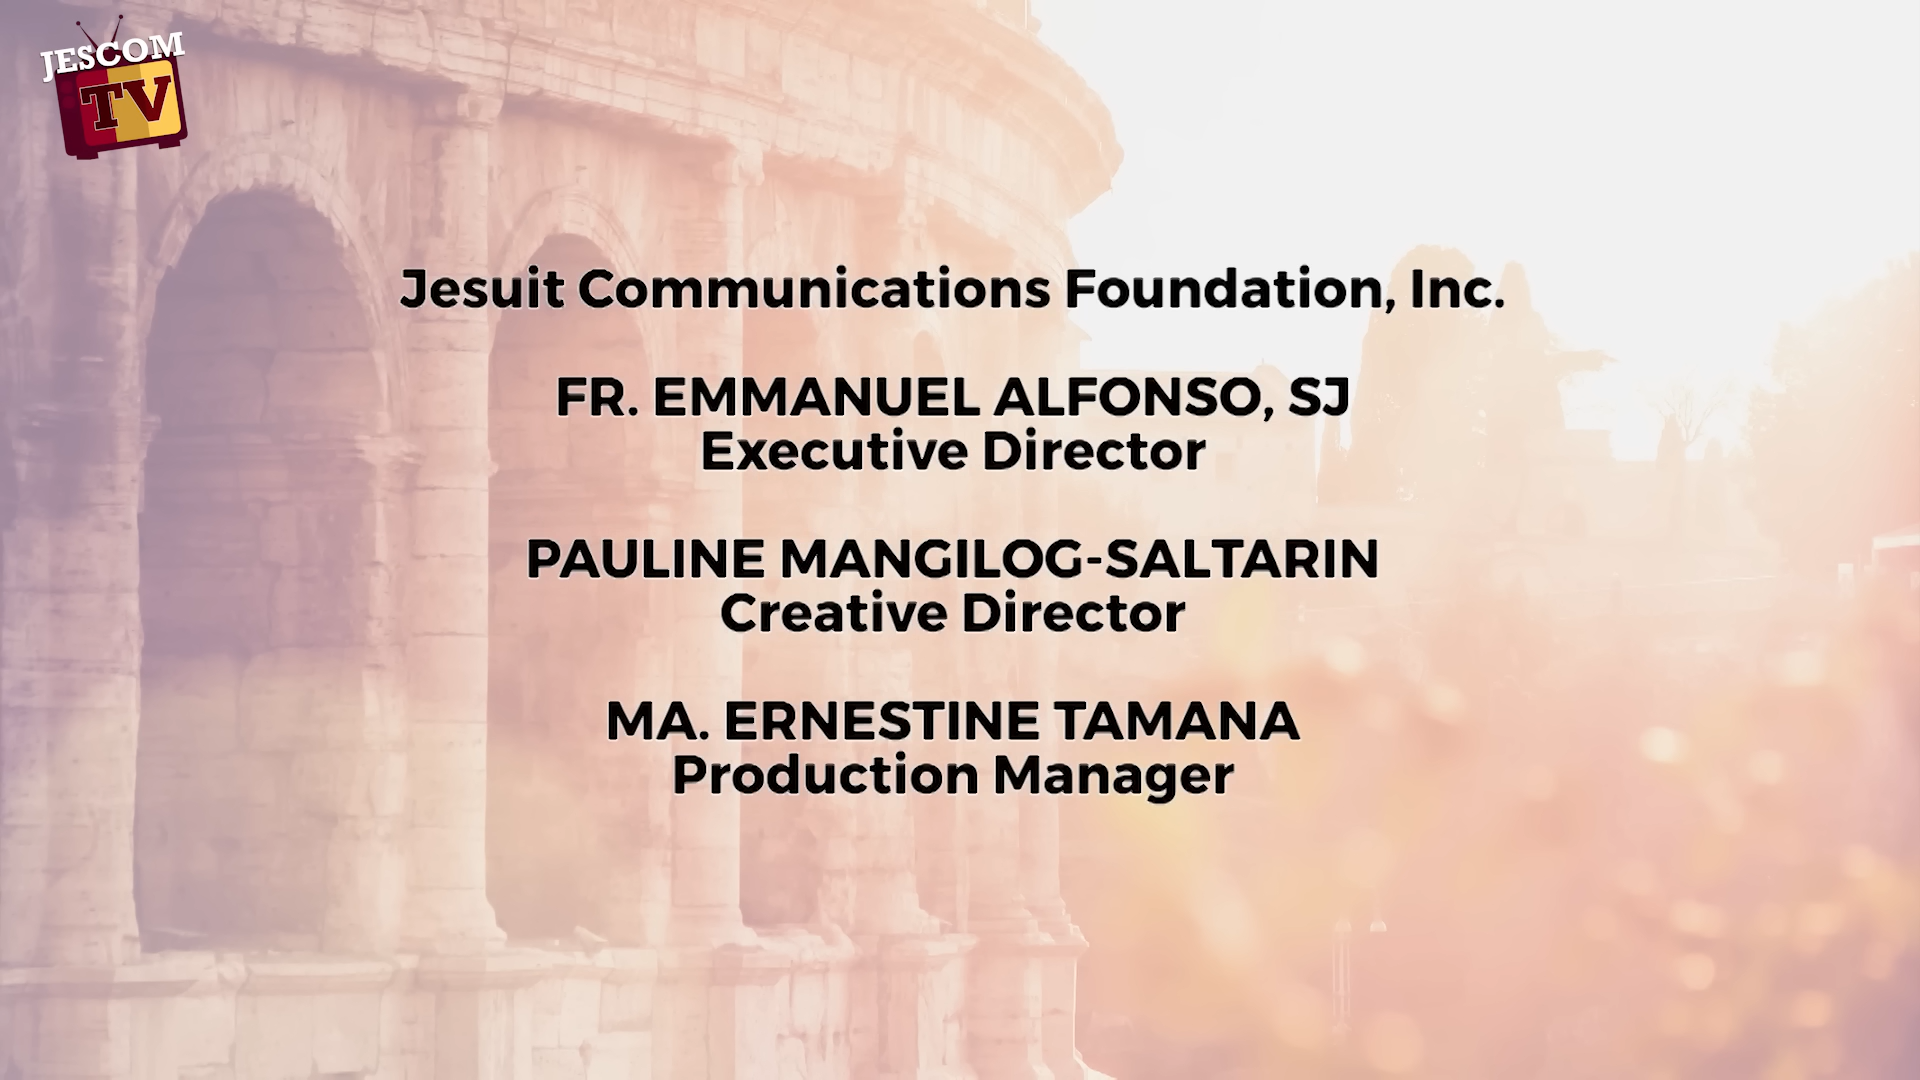 JESCOM
TV
Jesuit Communications Foundation, Inc.
FR. EMMANUEL ALFONSO, SJ
Executive Director
PAULINE MANGILOG-SALTARIN
Creative Director
MA. ERNESTINE TAMANA
Production Manager